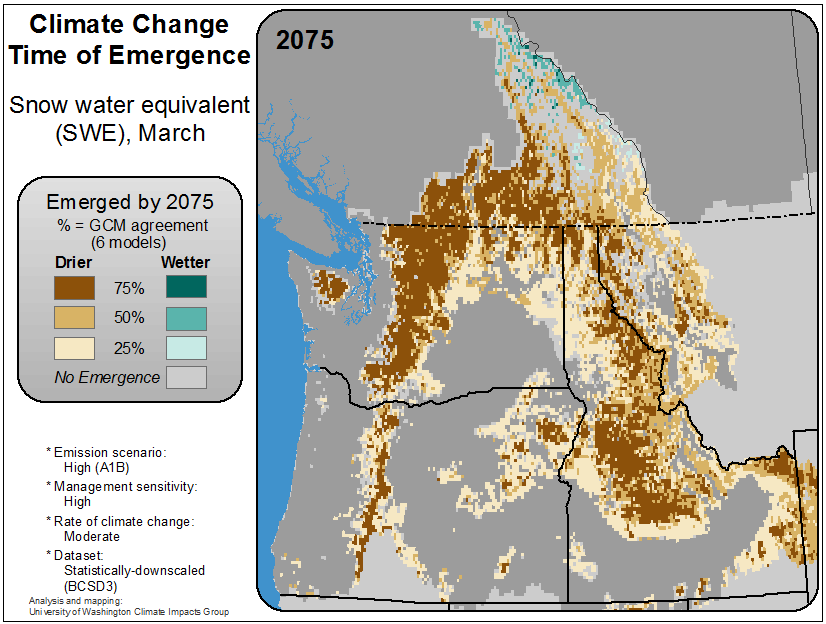 Climate Change
Time of Emergence
Snow water equivalent
(SWE), March
2075
Emerged by 2075
% = GCM agreement
(6 models)
Drier Wetter
75%
50%
25%
No Emergence
* Emission scenario:
High (A1B)
* Management sensitivity:
High
* Rate of climate change:
Moderate
* Dataset:
Statistically-downscaled
(BCSD3)
Analysis and mapping:
University of Washington Climate Impacts Group